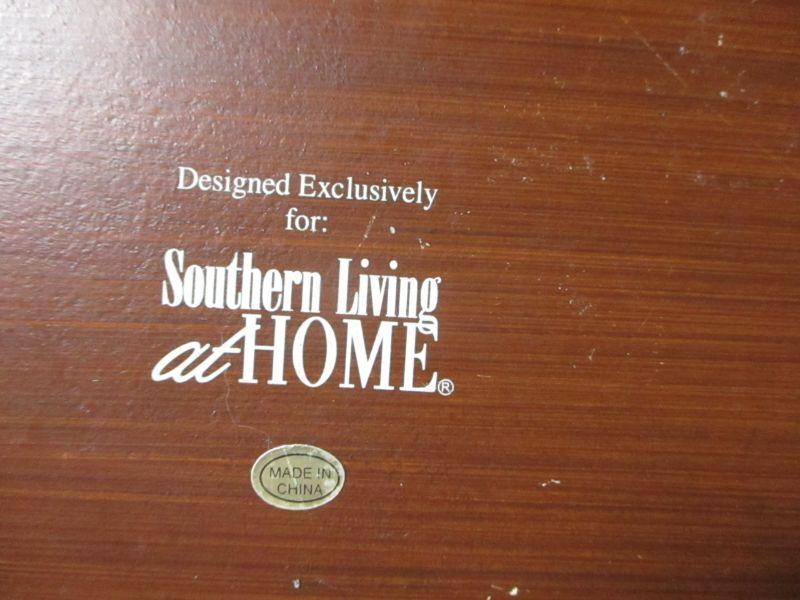 Designed Exclusively
for:
Southern Living
at HOME®
MADE IN
CHINA